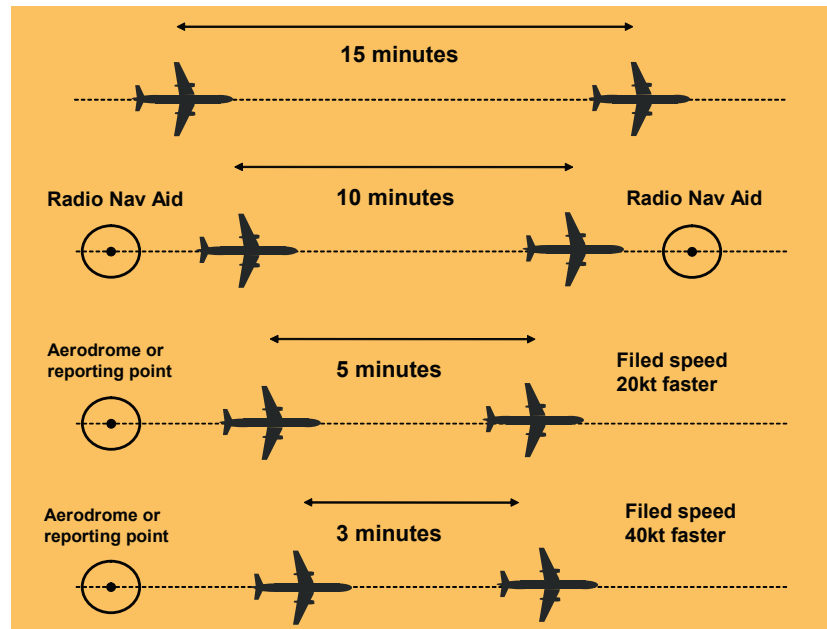 15 minutes
Radio Nav Aid
10 minutes
Radio Nav Aid
Aerodrome or
reporting point
5 minutes
Filed speed
20kt faster
Aerodrome or
reporting point
3 minutes
Filed speed
40kt faster